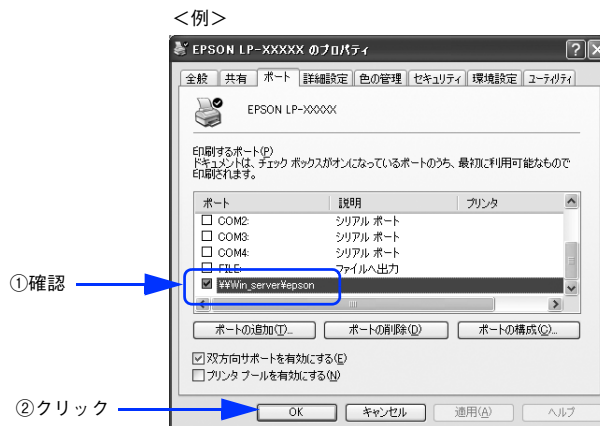 ＜例＞
EPSON LP-XXXXX のプロパティ
全般 共有 ポート 詳細設定 色の管理 セキュリティ 環境設定 ユーティリティ
EPSON LP-XXXXX
印刷するポート(P)
ドキュメントは、チェック ボックスがオンになっているポートのうち、最初に利用可能なもので
印刷されます。
ポート 説明 プリンタ
COM2: シリアル ポート
COM3: シリアル ポート
COM4: シリアル ポート
FILE: ファイルへ出力
¥¥Win_server¥epson
①確認
ポートの追加(T)... ポートの削除(D) ポートの構成(C)...
双方向サポートを有効にする(E)
プリンタ プールを有効にする(N)
②クリック
OK キャンセル 適用(A) ヘルプ